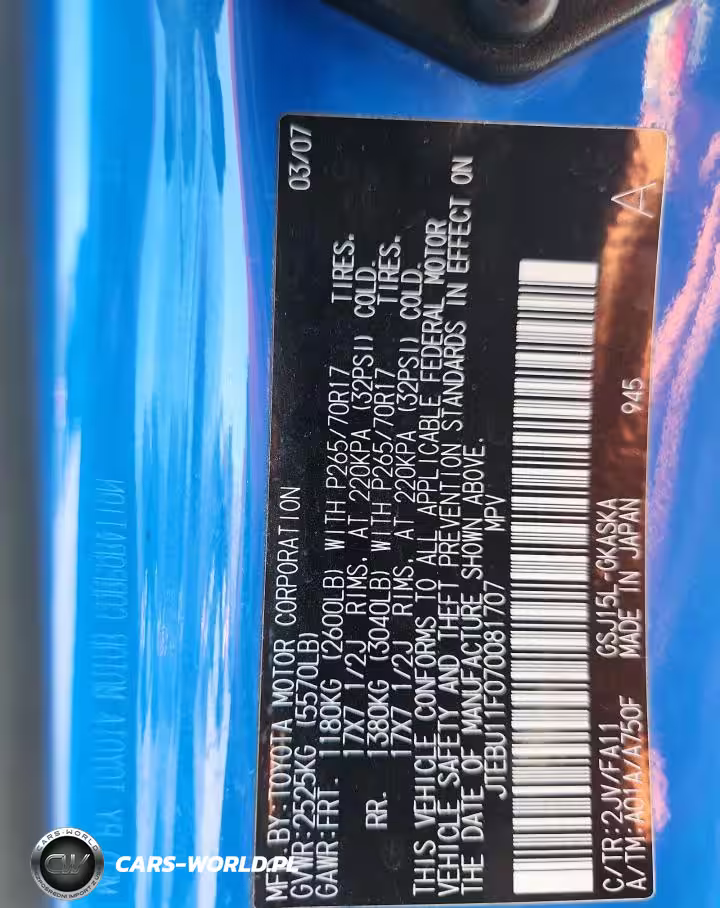 03/07
MFD.BY:TOYOTA MOTOR CORPORATION
GVWR:2525KG (5570LB)
GAWR:FRT. 1180KG (2600LB) WITH P265/70R17 TIRES.
17X7 1/2J RIMS. AT 220KPA (32PSI) COLD.
RR. 1380KG (3040LB) WITH P265/70R17 TIRES.
17X7 1/2J RIMS, AT 220KPA (32PSI) COLD.
THIS VEHICLE CONFORMS TO ALL APPLICABLE FEDERAL MOTOR
VEHICLE SAFETY AND THEFT PREVENTION STANDARDS IN EFFECT ON
THE DATE OF MANUFACTURE SHOWN ABOVE.
JTEBU11F070081707 MPV
C/TR:2JV/FA11 GSJ15L-GKASKA 945 A
A/TM:A01A/A750F MADE IN JAPAN
CARS-WORLD
CW
CARS-WORLD.PL